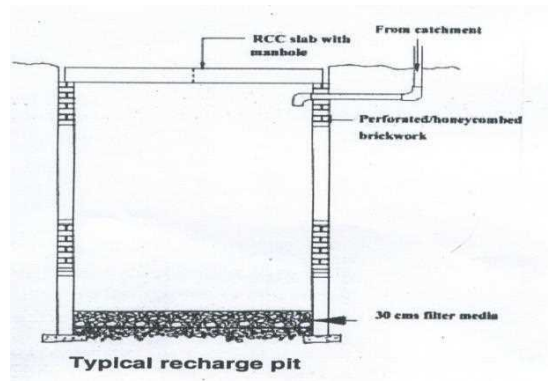 RCC slab with
manhole
From catchment
Perforated/honeycombed
brickwork
30 cms filter media
Typical recharge pit